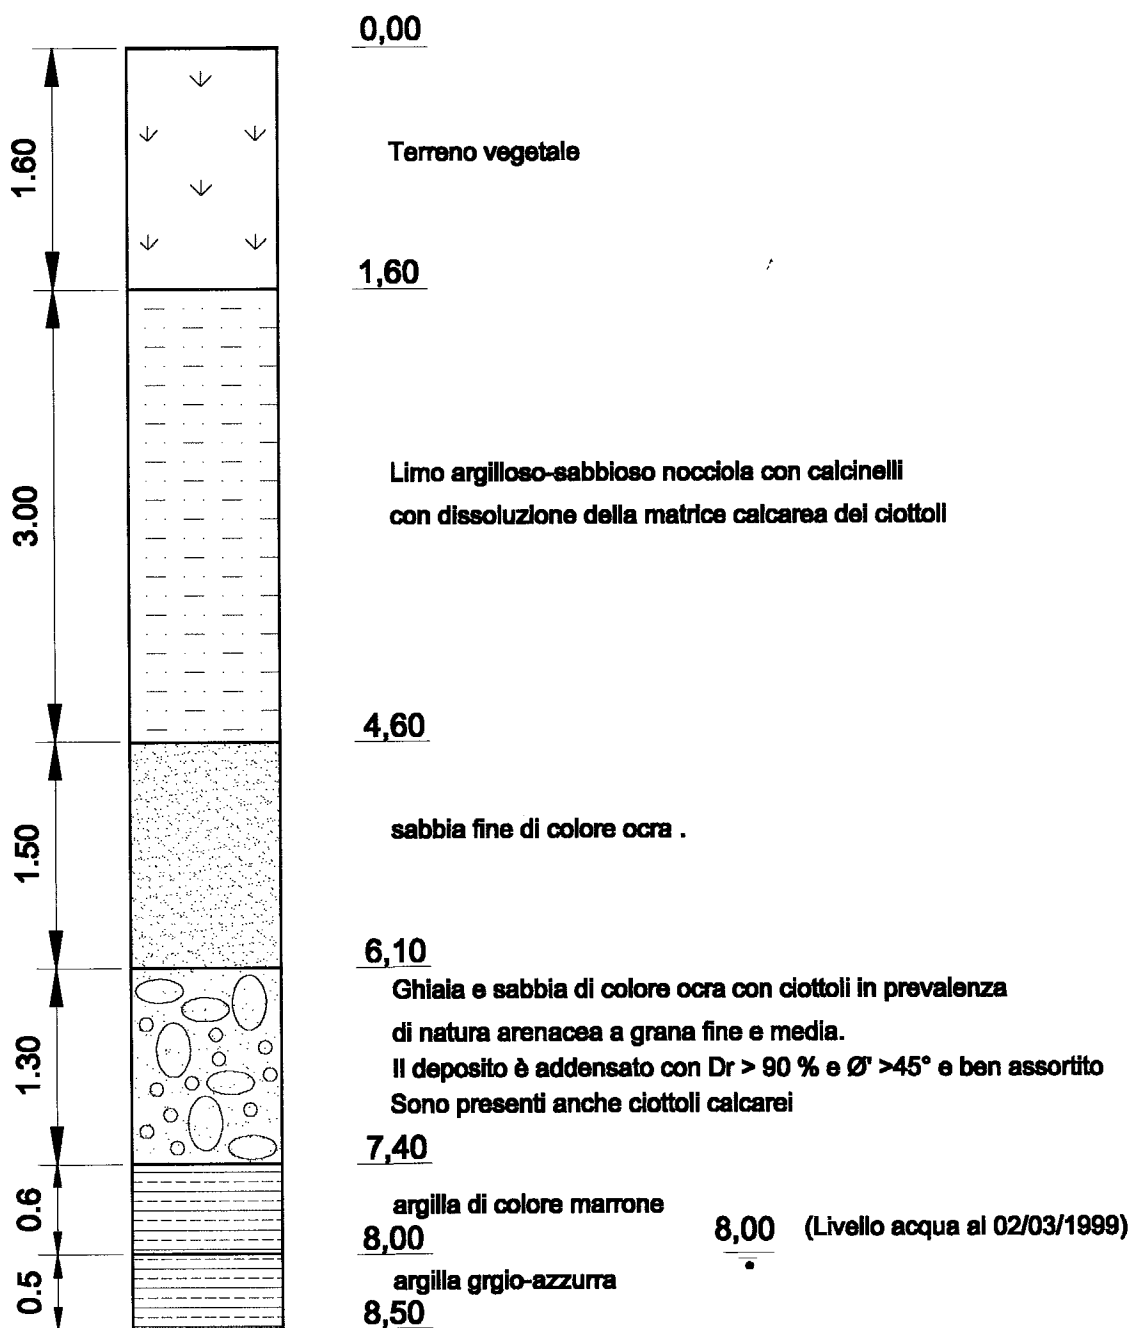 0,00
1.60
Terreno vegetale
1,60
3.00
Limo argilloso-sabbioso nocciola con calcinelli
con dissoluzione della matrice calcarea dei ciottoli
4,60
1.50
sabbia fine di colore ocra .
6,10
1.30
Ghiaia e sabbia di colore ocra con ciottoli in prevalenza
di natura arenacea a grana fine e media.
Il deposito è addensato con Dr > 90 % e Ø' >45° e ben assortito
Sono presenti anche ciottoli calcarei
7,40
0.6
argilla di colore marrone
8,00
8,00 (Livello acqua al 02/03/1999)
0.5
argilla grgio-azzurra
8,50